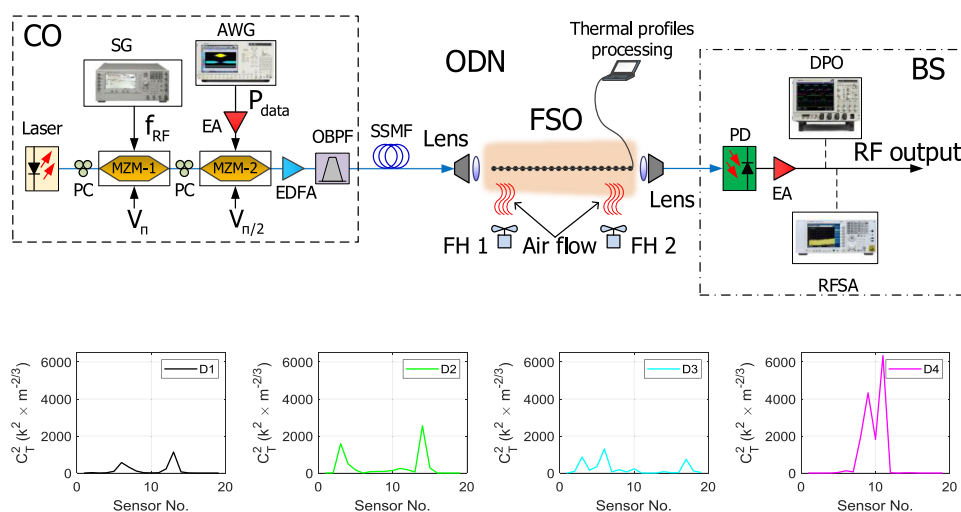 CO
SG
AWG
Laser
f_RF
EA
P_data
OBPF
SSMF
PC
MZM-1
PC
MZM-2
EDFA
V_π
V_π/2
ODN
Thermal profiles
processing
Lens
FSO
Lens
FH 1
Air flow
FH 2
BS
DPO
PD
RF output
EA
RFSA
C_T^2 (k^2 × m^-2/3)
6000
4000
2000
0
0
10
20
Sensor No.
D1
C_T^2 (k^2 × m^-2/3)
6000
4000
2000
0
0
10
20
Sensor No.
D2
C_T^2 (k^2 × m^-2/3)
6000
4000
2000
0
0
10
20
Sensor No.
D3
C_T^2 (k^2 × m^-2/3)
6000
4000
2000
0
0
10
20
Sensor No.
D4